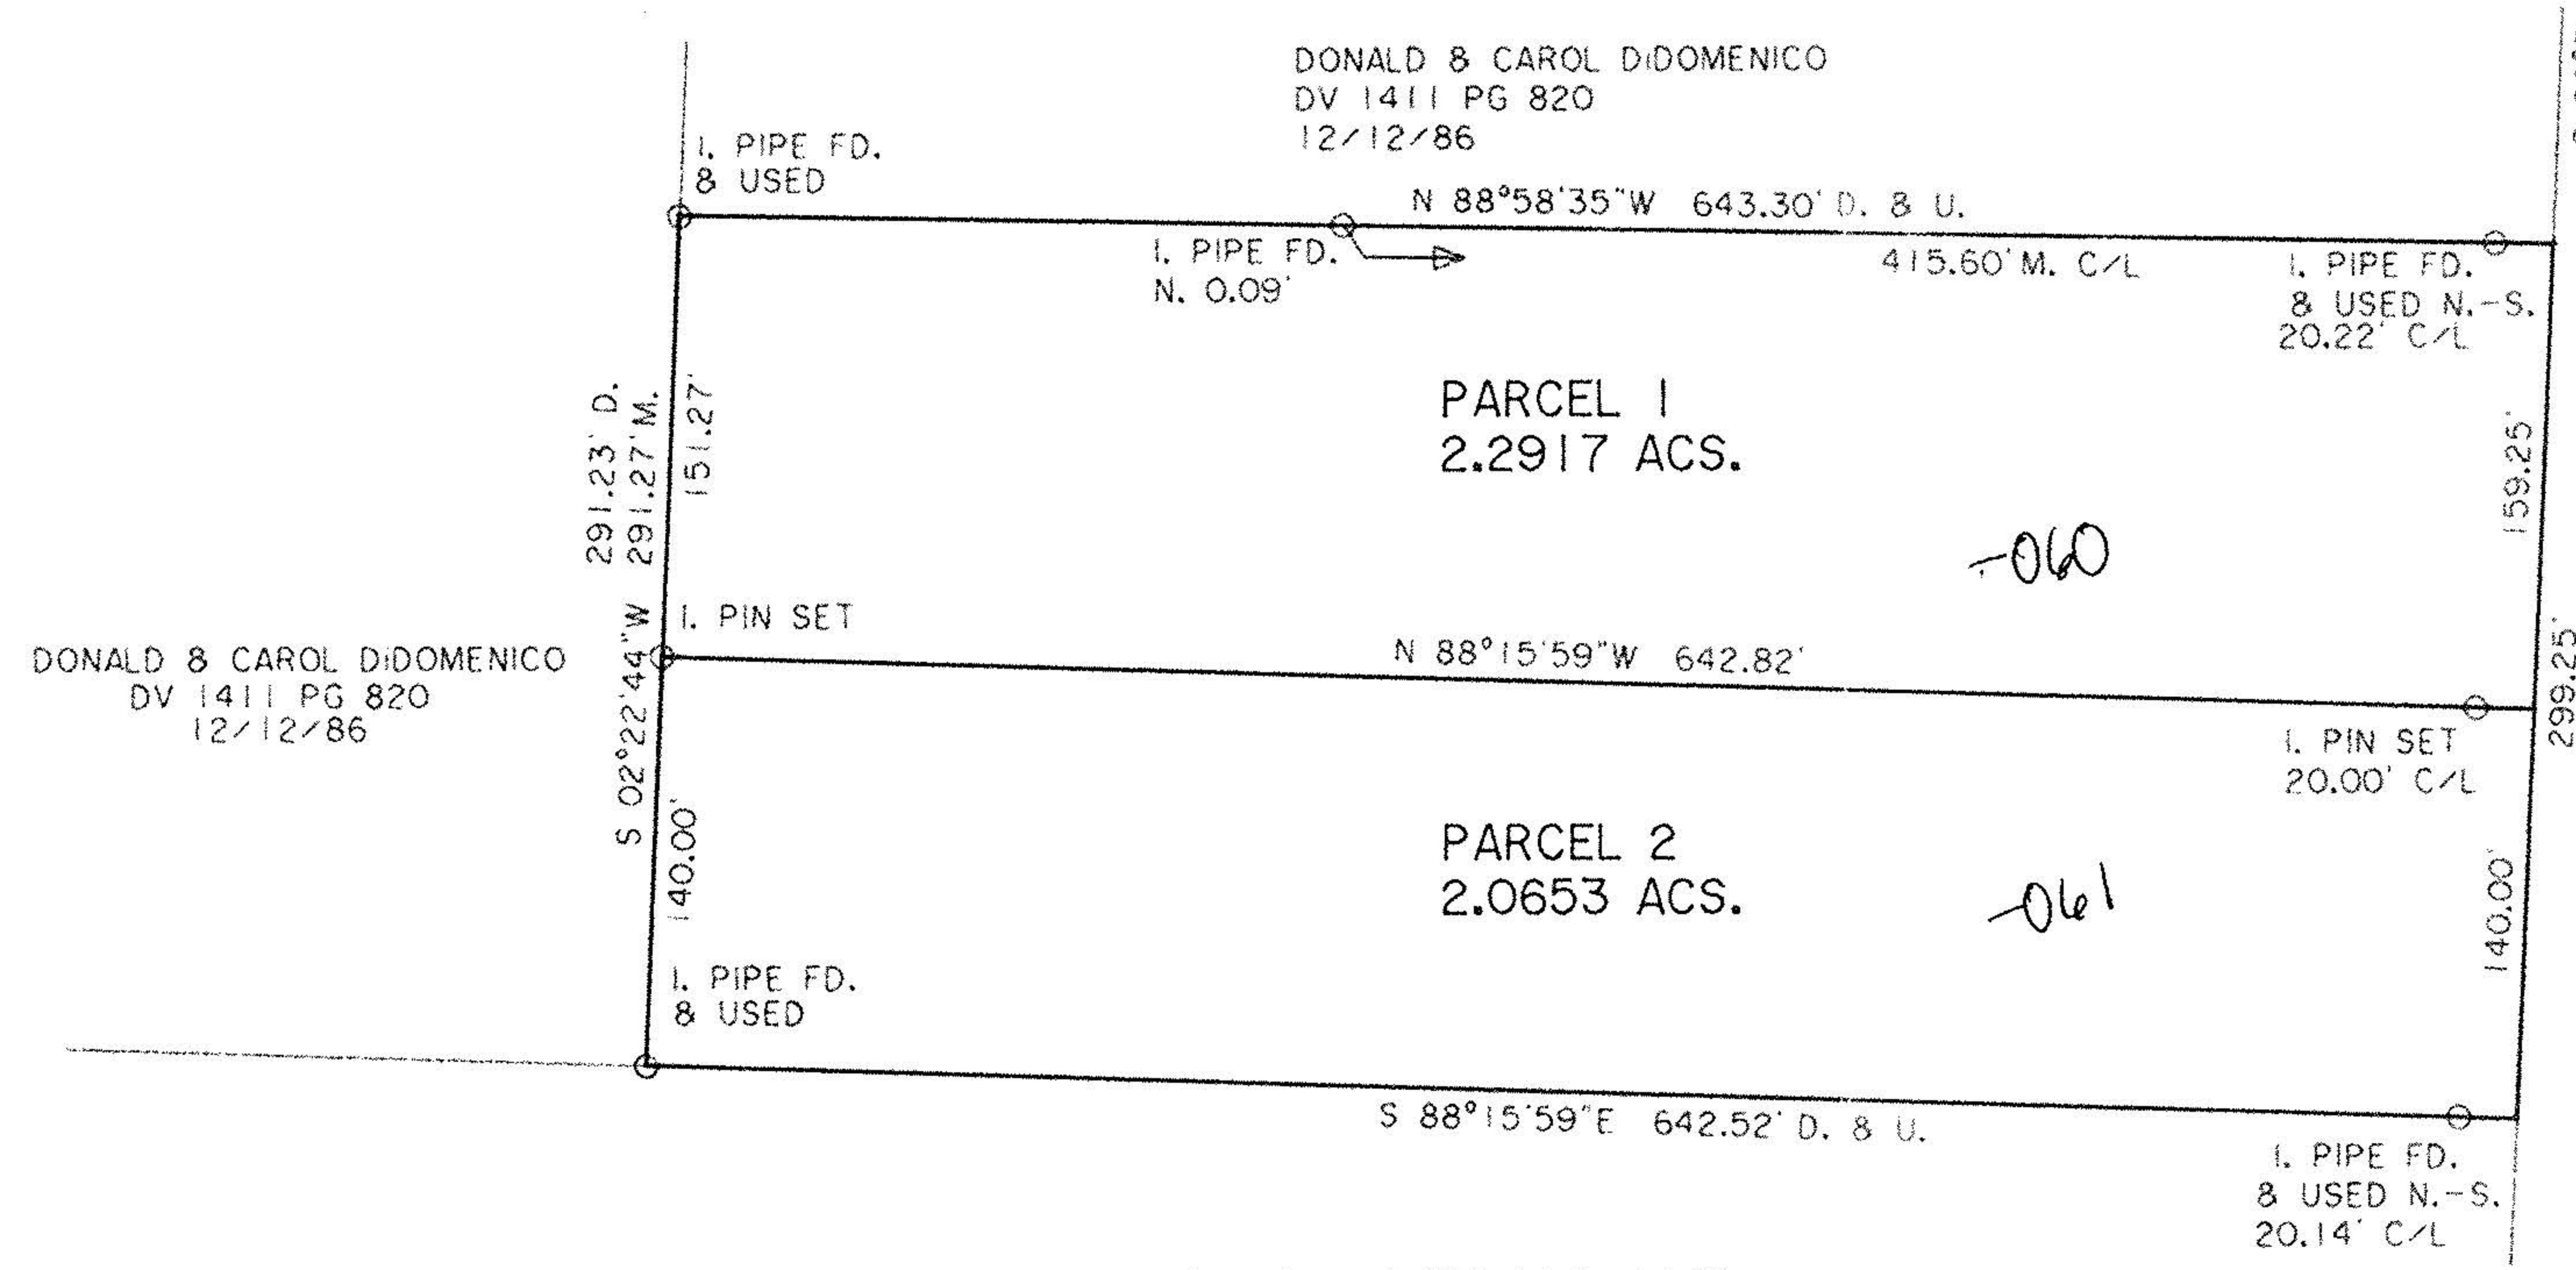 DONALD & CAROL DiDOMENICO
DV 1411 PG 820
12/12/86
I. PIPE FD.
& USED
N 88°58'35"W 643.30' D. & U.
I. PIPE FD.
N. 0.09'
415.60' M. C/L
I. PIPE FD.
& USED N.-S.
20.22' C/L
291.23' D.
S 02°22'44"W 291.27' M.
151.27'
PARCEL 1
2.2917 ACS.
159.25'
-060
I. PIN SET
N 88°15'59"W 642.82'
299.25'
DONALD & CAROL DiDOMENICO
DV 1411 PG 820
12/12/86
I. PIN SET
20.00' C/L
140.00'
PARCEL 2
2.0653 ACS.
-061
140.00'
I. PIPE FD.
& USED
S 88°15'59"E 642.52' D. & U.
I. PIPE FD.
& USED N.-S.
20.14' C/L